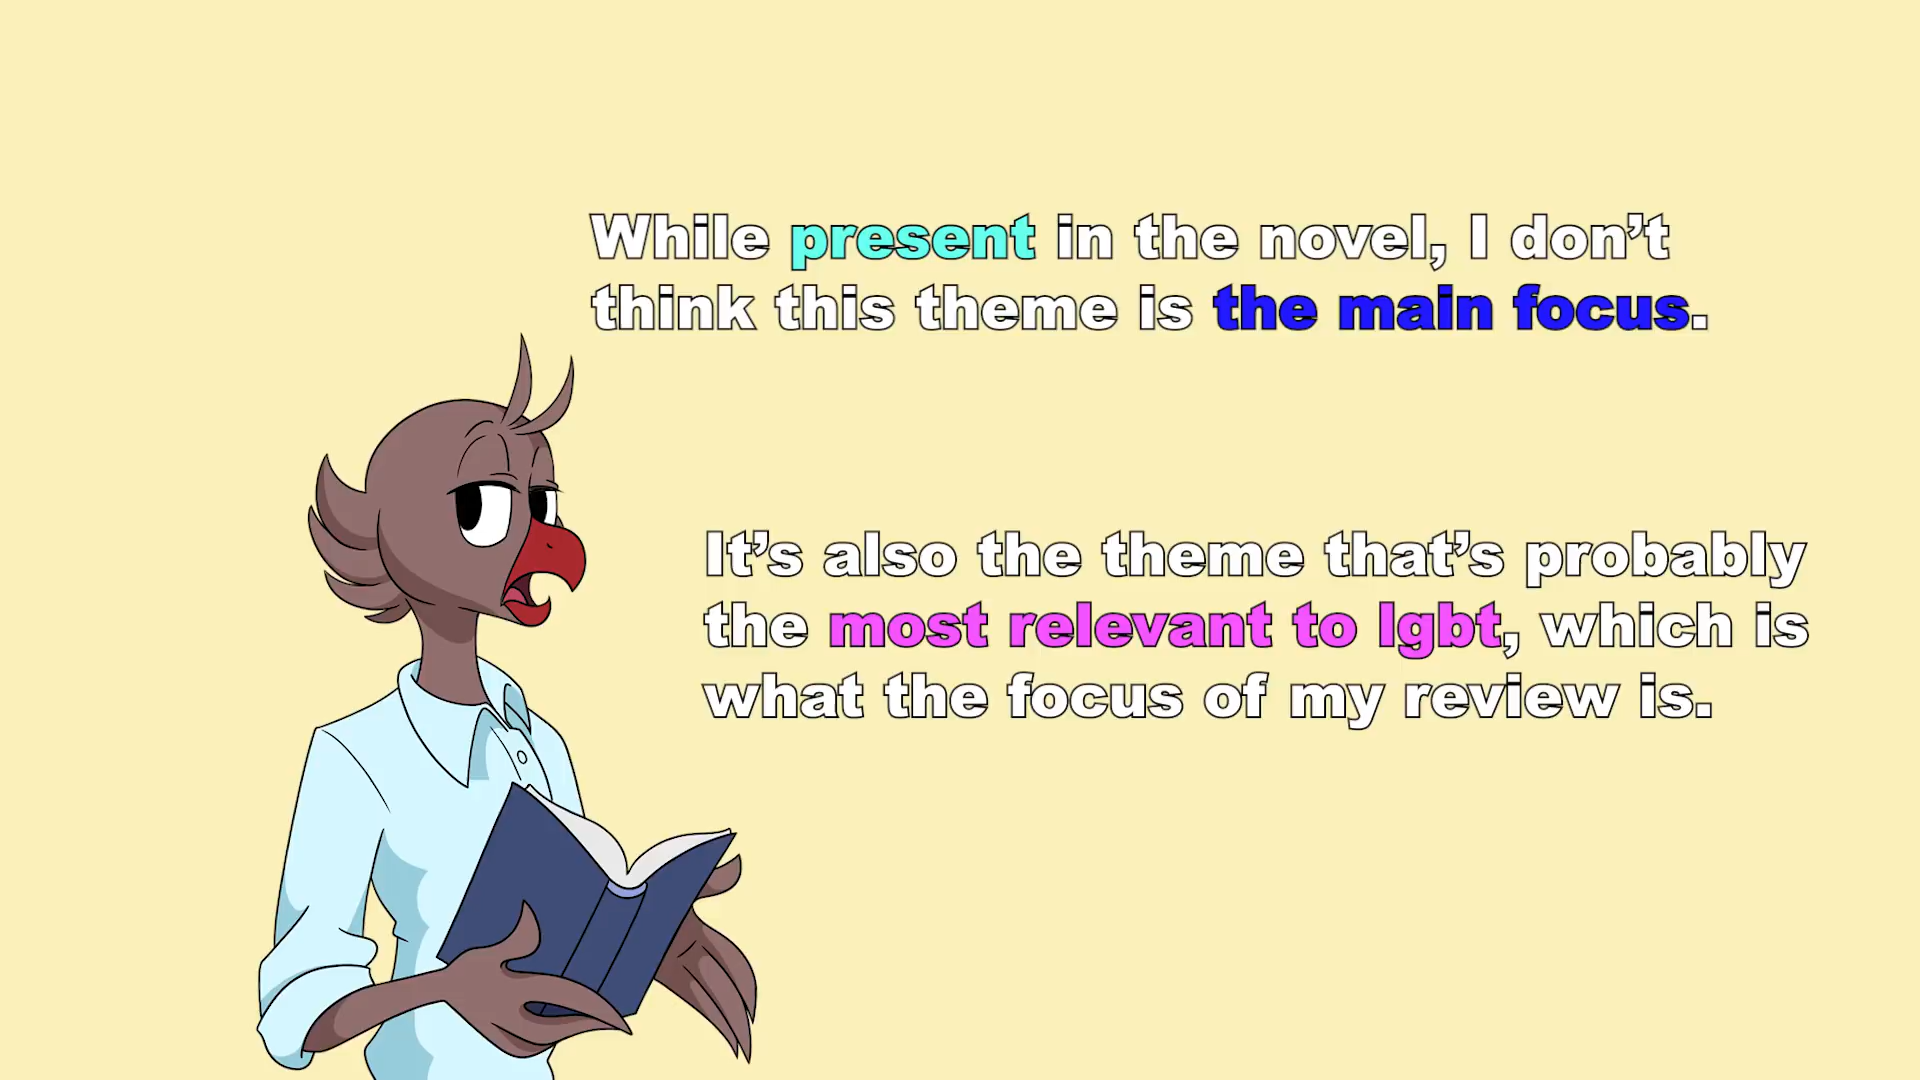 While present in the novel, I don’t
think this theme is the main focus.
It’s also the theme that’s probably
the most relevant to lgbt, which is
what the focus of my review is.